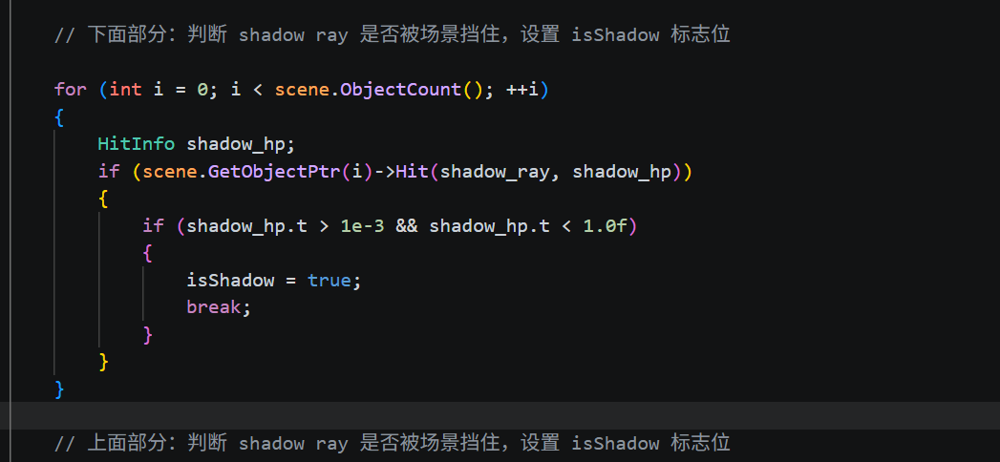 // 下面部分：判断 shadow ray 是否被场景挡住，设置 isShadow 标志位
for (int i = 0; i < scene.ObjectCount(); ++i)
{
HitInfo shadow_hp;
if (scene.GetObjectPtr(i)->Hit(shadow_ray, shadow_hp))
{
if (shadow_hp.t > 1e-3 && shadow_hp.t < 1.0f)
{
isShadow = true;
break;
}
}
}
// 上面部分：判断 shadow ray 是否被场景挡住，设置 isShadow 标志位